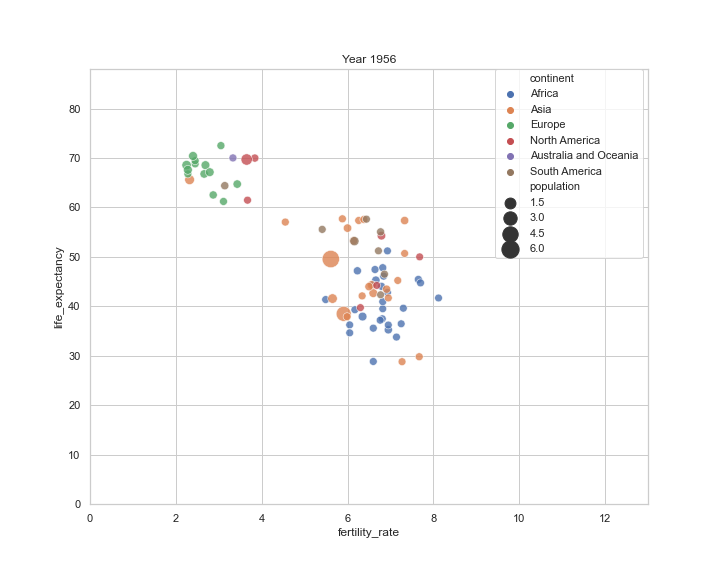 Year 1956
continent
Africa
Asia
Europe
North America
Australia and Oceania
South America
population
1.5
3.0
4.5
6.0
80
70
60
50
40
30
20
10
0
life_expectancy
0 2 4 6 8 10 12
fertility_rate